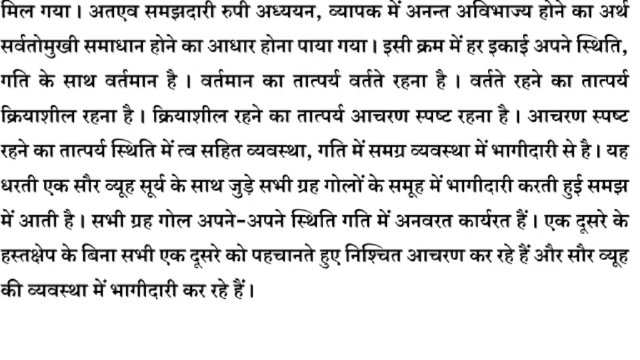 मिल गया। अतएव समझदारी रुपी अध्ययन, व्यापक में अनन्त अविभाज्य होने का अर्थ
सर्वतोमुखी समाधान होने का आधार होना पाया गया। इसी क्रम में हर इकाई अपने स्थिति,
गति के साथ वर्तमान है। वर्तमान का तात्पर्य वर्तते रहना है। वर्तते रहने का तात्पर्य
क्रियाशील रहना है। क्रियाशील रहने का तात्पर्य आचरण स्पष्ट रहना है। आचरण स्पष्ट
रहने का तात्पर्य स्थिति में त्व सहित व्यवस्था, गति में समग्र व्यवस्था में भागीदारी से है। यह
धरती एक सौर व्यूह सूर्य के साथ जुड़े सभी ग्रह गोलों के समूह में भागीदारी करती हुई समझ
में आती है। सभी ग्रह गोल अपने-अपने स्थिति गति में अनवरत कार्यरत हैं। एक दूसरे के
हस्तक्षेप के बिना सभी एक दूसरे को पहचानते हुए निश्चित आचरण कर रहे हैं और सौर व्यूह
की व्यवस्था में भागीदारी कर रहे हैं।